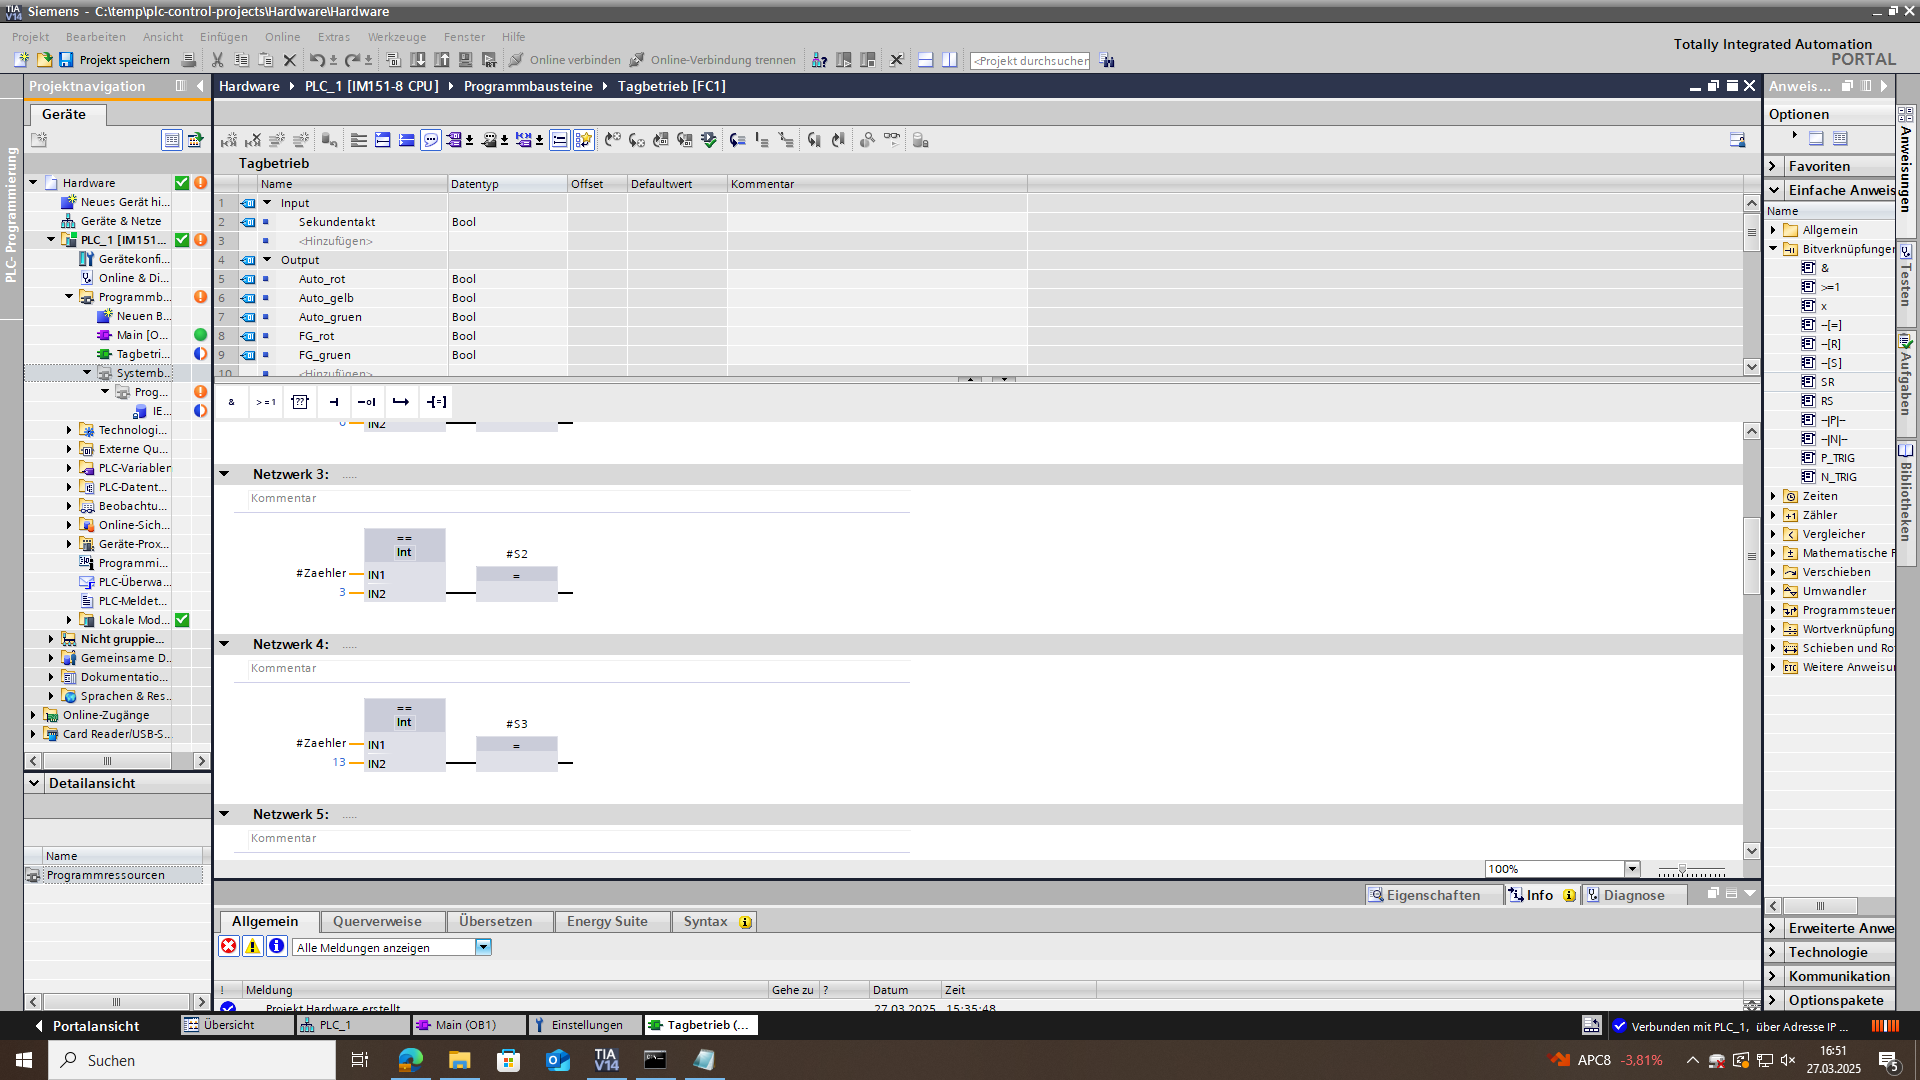 Siemens - C:\temp\plc-control-projects\Hardware\Hardware
Projekt Bearbeiten Ansicht Einfügen Online Extras Werkzeuge Fenster Hilfe
Totally Integrated Automation
PORTAL
Projekt speichern
Online verbinden
Online-Verbindung trennen
<Projekt durchsuchen
Projektnavigation
Hardware PLC_1 [IM151-8 CPU] Programmbausteine Tagbetrieb [FC1]
Anweis...
Geräte
PLC- Programmierung
Hardware
Neues Gerät hi...
Geräte & Netze
PLC_1 [IM151...
Gerätekonfi...
Online & Di...
Programmb...
Neuen B...
Main [O...
Tagbetri...
Systemb...
Prog...
IE...
Technologi...
Externe Qu...
PLC-Variablen
PLC-Datent...
Beobachtu...
Online-Sich...
Geräte-Prox...
Programmi...
PLC-Überwa...
PLC-Meldet...
Lokale Mod...
Nicht gruppie...
Gemeinsame D...
Dokumentatio...
Sprachen & Res...
Online-Zugänge
Card Reader/USB-S...
Detailansicht
Name
Programmressourcen
Tagbetrieb
Name Datentyp Offset Defaultwert Kommentar
1 Input
2 Sekundentakt Bool
3 <Hinzufügen>
4 Output
5 Auto_rot Bool
6 Auto_gelb Bool
7 Auto_gruen Bool
8 FG_rot Bool
9 FG_gruen Bool
10 <Hinzufügen>
& >=1 ?? -[=]
IN2
Netzwerk 3: .....
Kommentar
==
Int
#S2
=
#Zaehler IN1
3 IN2
Netzwerk 4: .....
Kommentar
==
Int
#S3
=
#Zaehler IN1
13 IN2
Netzwerk 5: .....
Kommentar
100%
Eigenschaften Info Diagnose
Allgemein Querverweise Übersetzen Energy Suite Syntax
Alle Meldungen anzeigen
! Meldung Gehe zu ? Datum Zeit
Projekt Hardware erstellt 27.03.2025 15:35:48
Optionen
Favoriten
Einfache Anweis
Name
Allgemein
Bitverknüpfungen
&
>=1
x
–[=]
–[R]
–[S]
SR
RS
–|P|–
–|N|–
P_TRIG
N_TRIG
Zeiten
Zähler
Vergleicher
Mathematische F
Verschieben
Umwandler
Programmsteuer
Wortverknüpfung
Schieben und Ro
Weitere Anweisu
Erweiterte Anwe
Technologie
Kommunikation
Optionspakete
Anweisungen
Testen
Aufgaben
Bibliotheken
Portalansicht Übersicht PLC_1 Main (OB1) Einstellungen Tagbetrieb (...
Verbunden mit PLC_1, über Adresse IP ...
Suchen
TIA
V14
APC8 -3,81%
16:51
27.03.2025
5